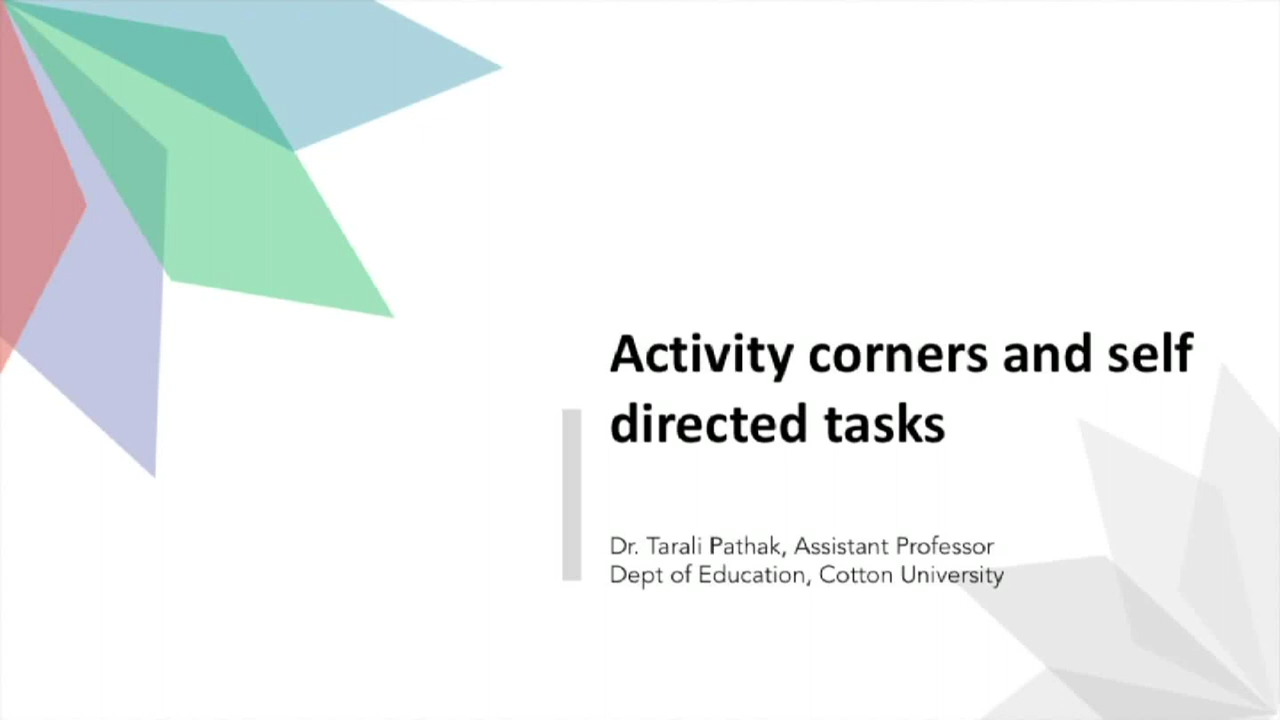 Activity corners and self
directed tasks
Dr. Tarali Pathak, Assistant Professor
Dept of Education, Cotton University